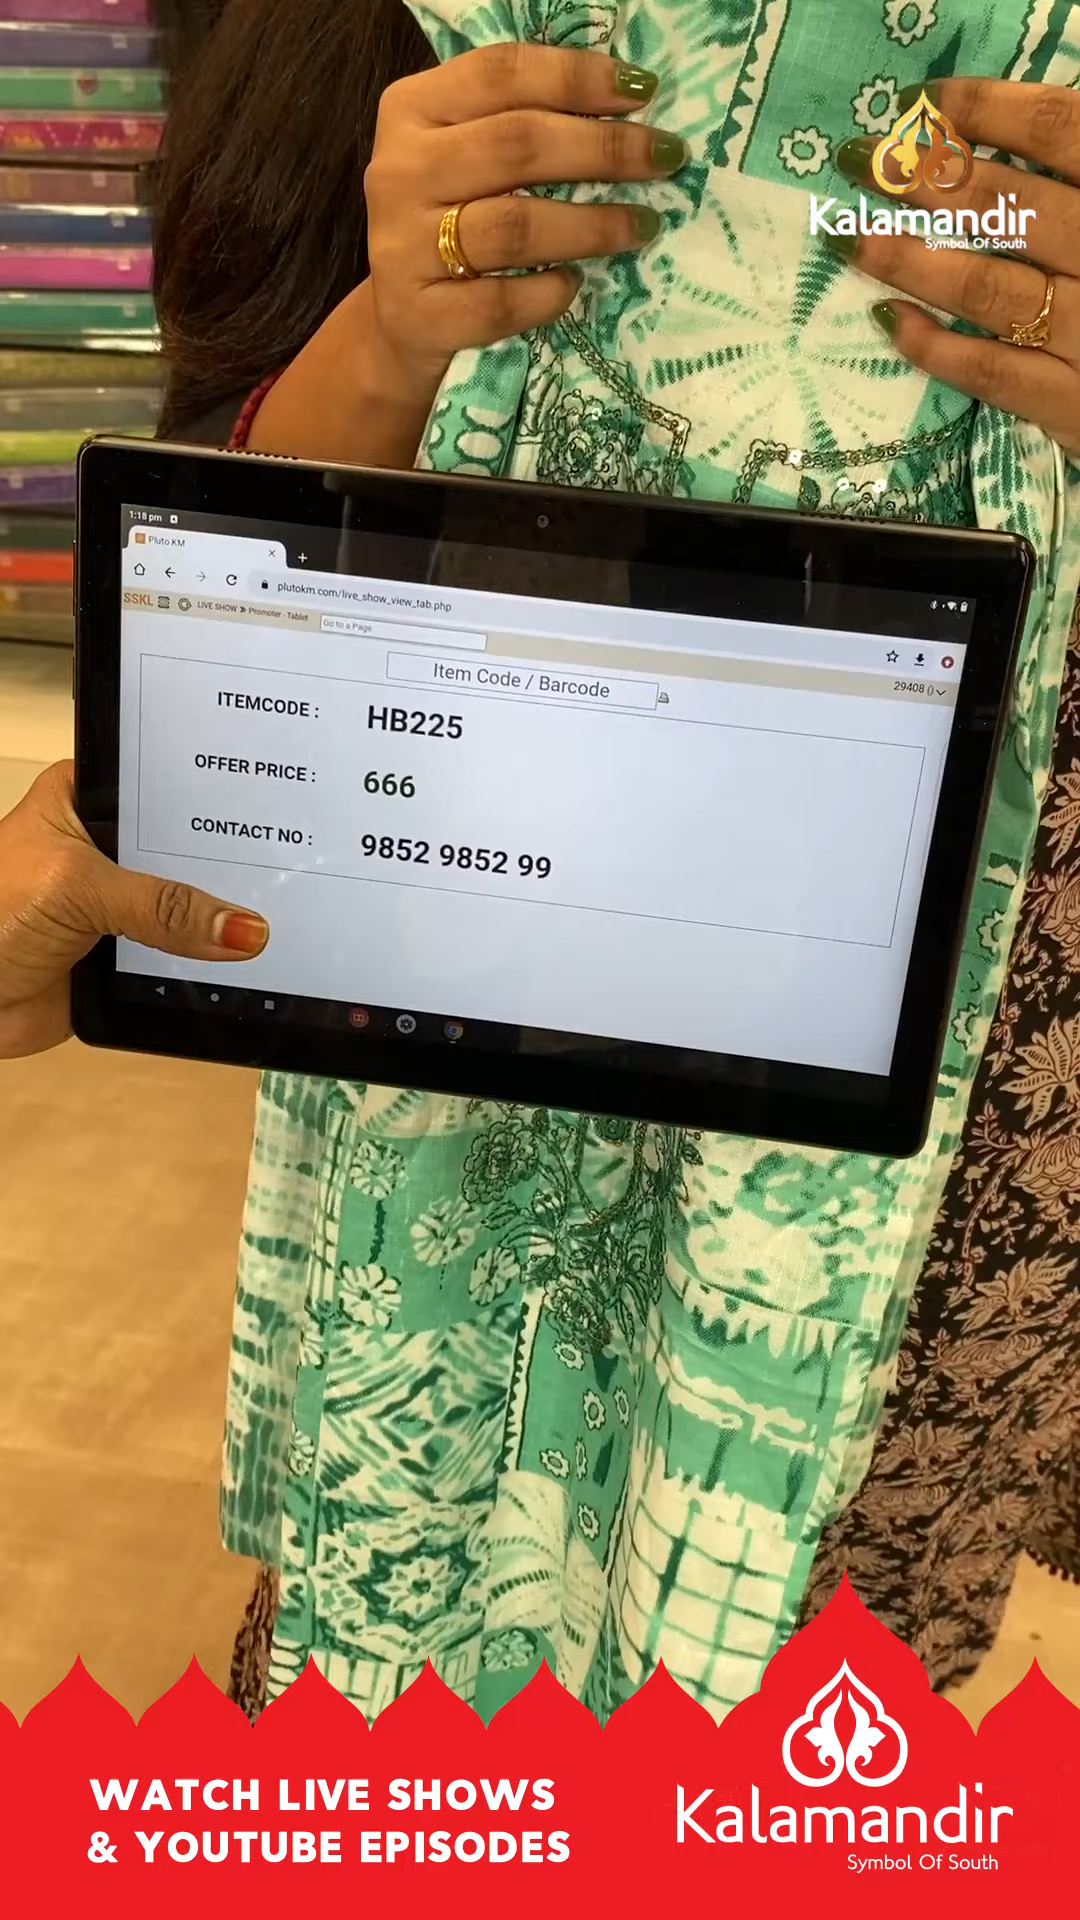 Kalamandir
Symbol Of South
1:18 pm
Pluto KM
plutokm.com/live_show_view_tab.php
SSKL LIVE SHOW » Promoter - Tablet Go to a Page
29408 ()
Item Code / Barcode
ITEMCODE : HB225
OFFER PRICE : 666
CONTACT NO : 9852 9852 99
WATCH LIVE SHOWS
& YOUTUBE EPISODES
Kalamandir
Symbol Of South